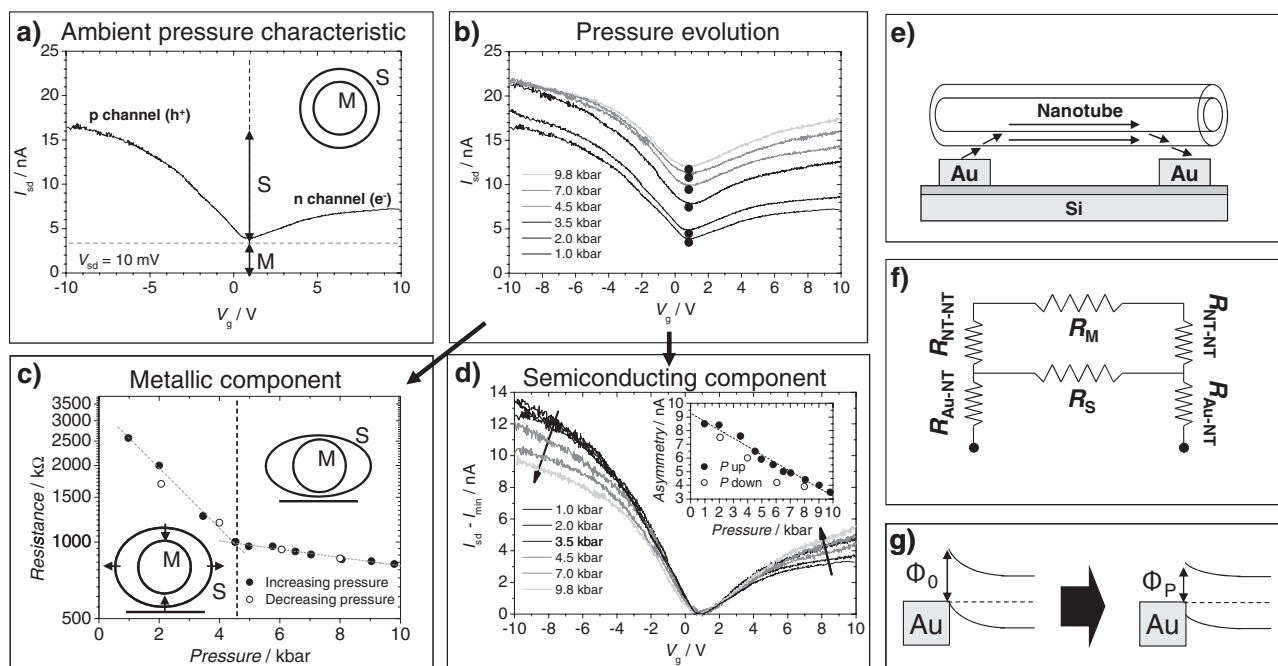 a) Ambient pressure characteristic
25
20
15
10
5
0
I_sd / nA
p channel (h⁺)
S
M
S
n channel (e⁻)
V_sd = 10 mV
M
-10 -5 0 5 10
V_g / V
b) Pressure evolution
25
20
15
10
5
0
I_sd / nA
9.8 kbar
7.0 kbar
4.5 kbar
3.5 kbar
2.0 kbar
1.0 kbar
-10 -8 -6 -4 -2 0 2 4 6 8 10
V_g / V
c) Metallic component
3500
3000
2500
2000
1500
1000
500
Resistance / kΩ
S
M
M
S
Increasing pressure
Decreasing pressure
0 2 4 6 8 10
Pressure / kbar
d) Semiconducting component
14
12
10
8
6
4
2
0
I_sd - I_min / nA
Asymmetry / nA
10
9
8
7
6
5
4
3
P up
P down
0 1 2 3 4 5 6 7 8 9 10
Pressure / kbar
1.0 kbar
2.0 kbar
3.5 kbar
4.5 kbar
7.0 kbar
9.8 kbar
-10 -8 -6 -4 -2 0 2 4 6 8 10
V_g / V
e)
Nanotube
Au Au
Si
f)
R_NT-NT
R_M
R_NT-NT
R_Au-NT
R_S
R_Au-NT
g)
Φ_0
Au
Φ_P
Au